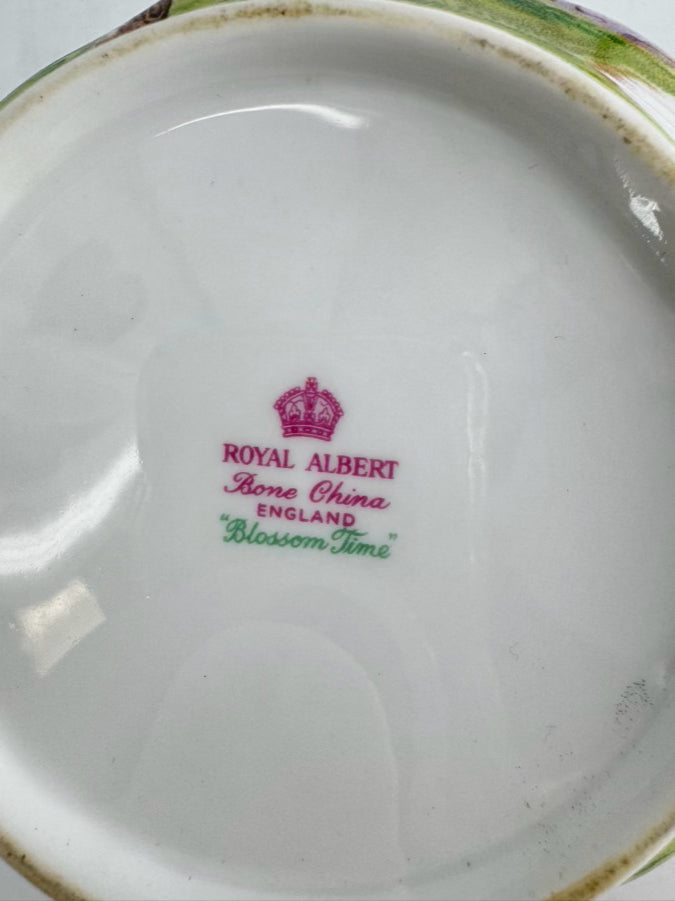 ROYAL ALBERT
Bone China
ENGLAND
"Blossom Time"